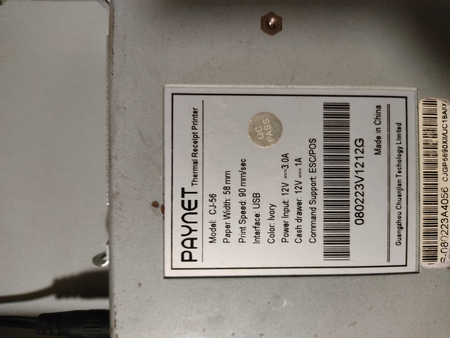 PAYNET Thermal Receipt Printer
Model: CJ-56
Paper Width: 58 mm
Print Speed: 90 mm/sec
Interface: USB
Color: Ivory
Power Input: 12V ⎓3.0A
Cash drawer: 12V ⎓ 1A
Command Support: ESC/POS
QC
PASS
080223V1212G
Made in China
Guangzhou Chuanglan Techology Limited